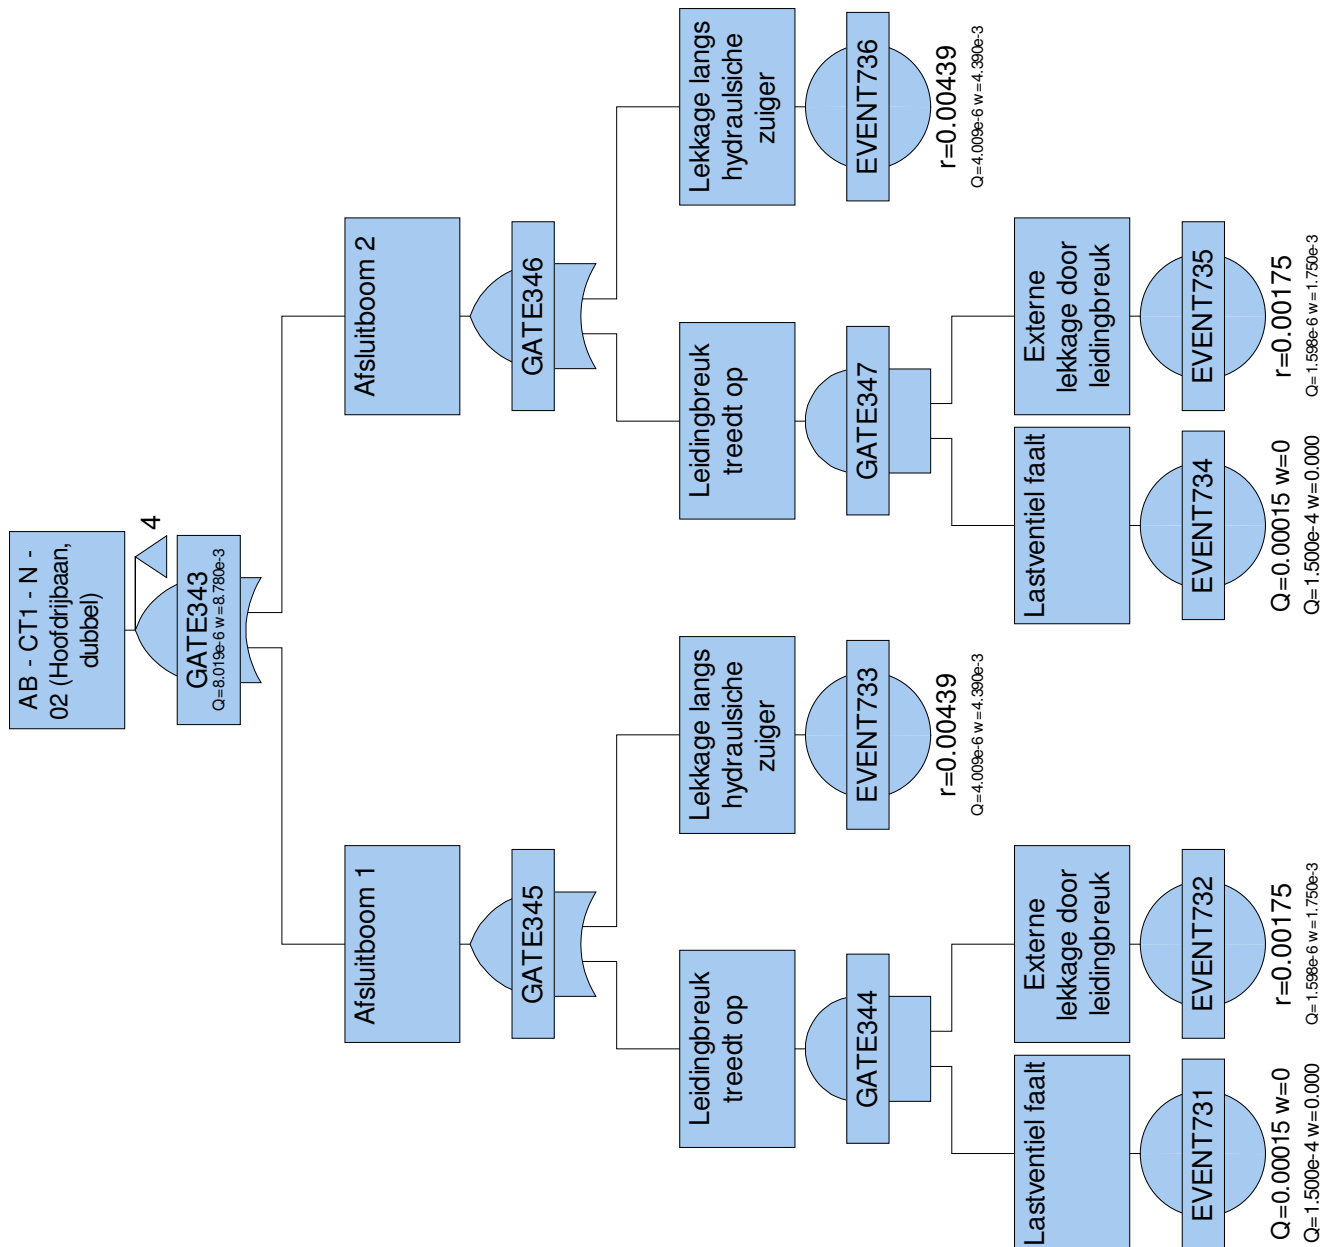 AB - CT1 - N -
02 (Hoofdrijbaan,
dubbel)
4
GATE343
Q=8.019e-6 w=8.780e-3
Afsluitboom 1
GATE345
Afsluitboom 2
GATE346
Leidingbreuk
treedt op
GATE344
Lekkage langs
hydraulsiche
zuiger
EVENT733
r=0.00439
Q=4.009e-6 w=4.390e-3
Leidingbreuk
treedt op
GATE347
Lekkage langs
hydraulsiche
zuiger
EVENT736
r=0.00439
Q=4.009e-6 w=4.390e-3
Lastventiel faalt
EVENT731
Q=0.00015 w=0
Q=1.500e-4 w=0.000
Externe
lekkage door
leidingbreuk
EVENT732
r=0.00175
Q=1.598e-6 w=1.750e-3
Lastventiel faalt
EVENT734
Q=0.00015 w=0
Q=1.500e-4 w=0.000
Externe
lekkage door
leidingbreuk
EVENT735
r=0.00175
Q=1.598e-6 w=1.750e-3